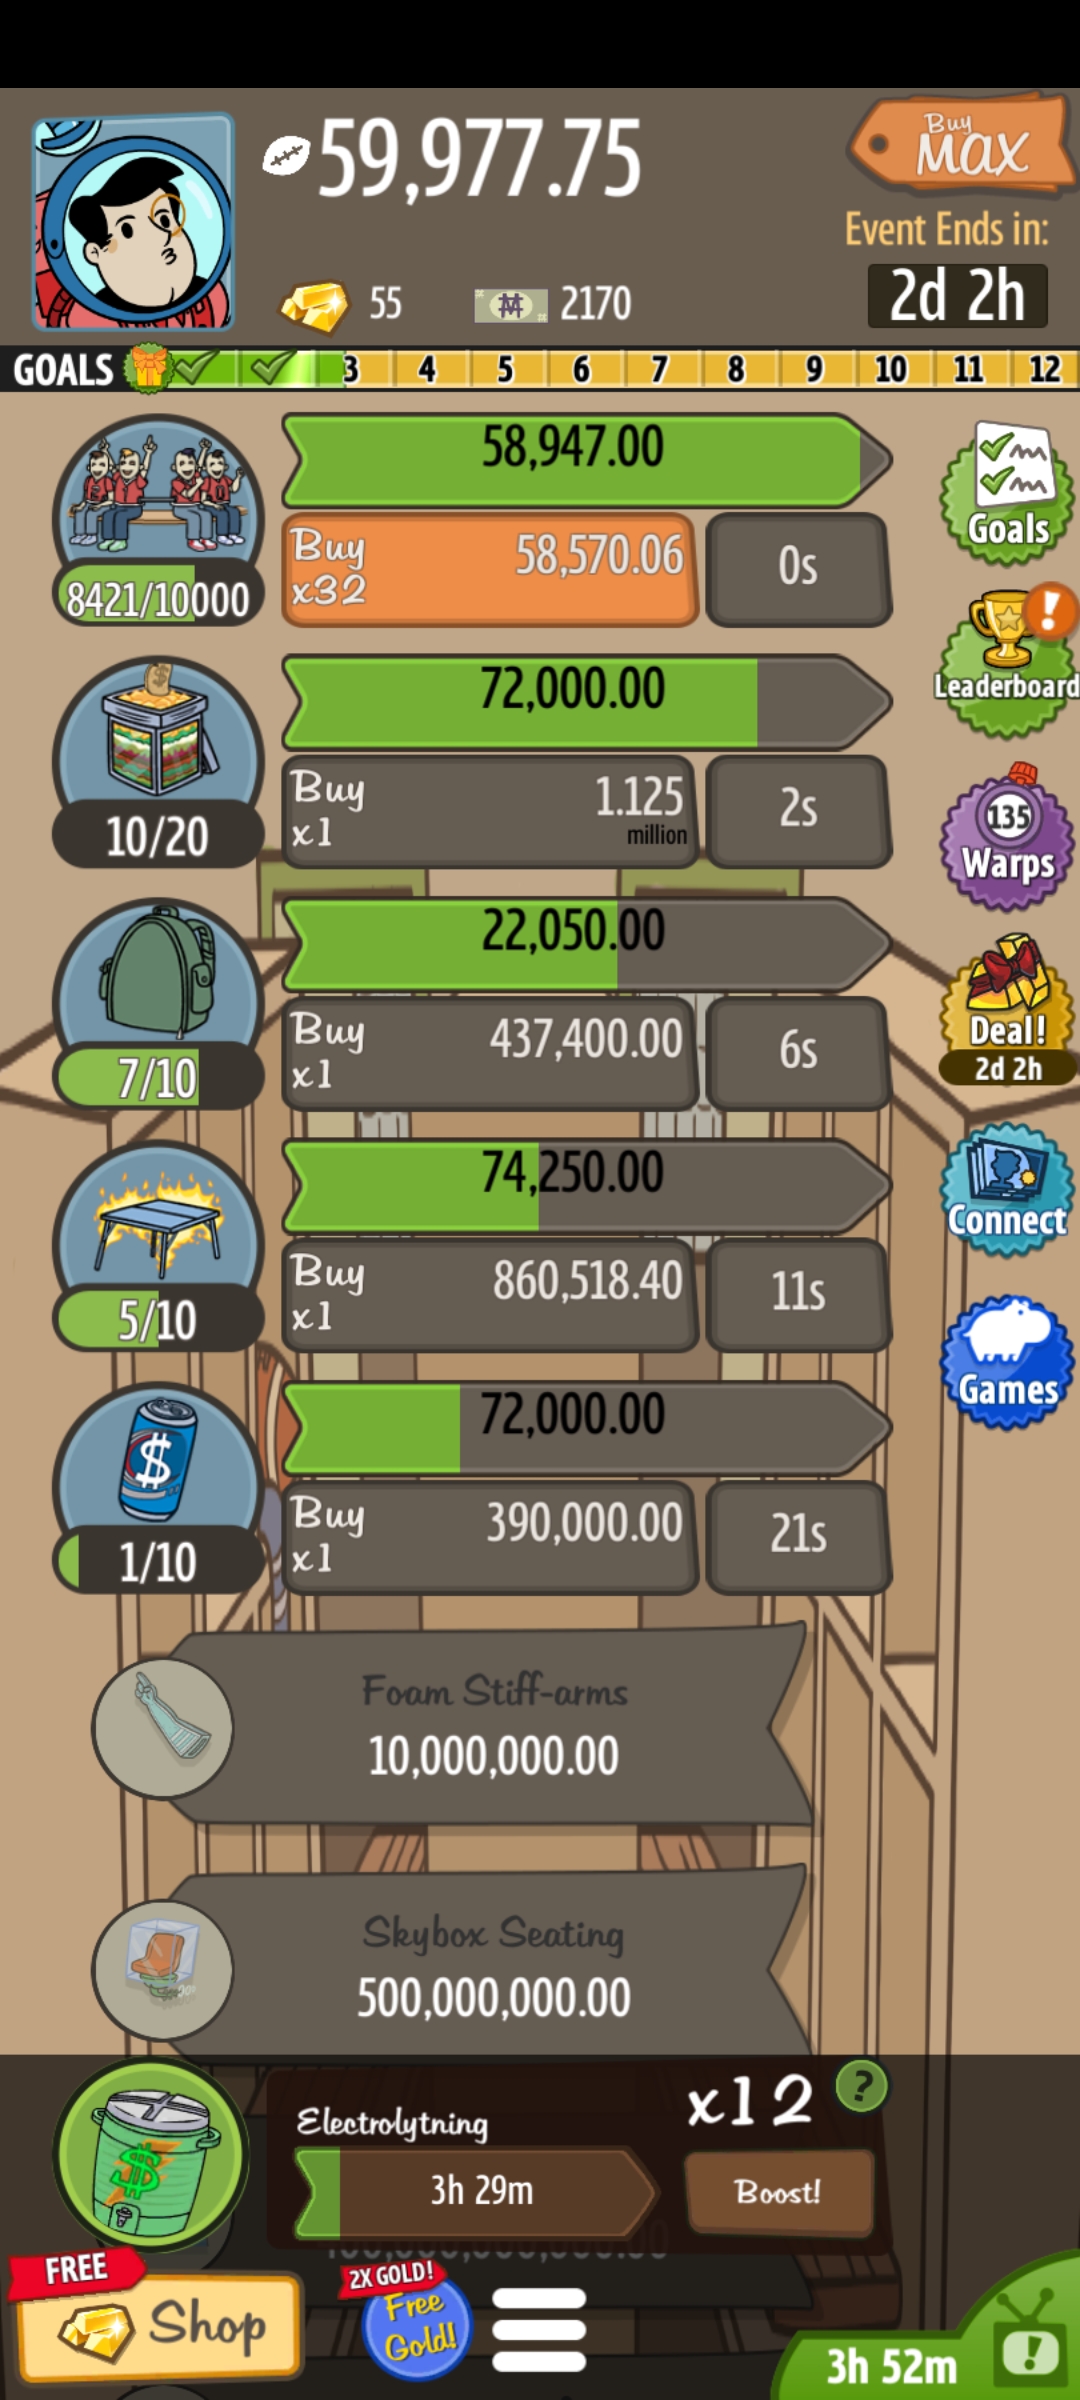 59,977.75
Buy
MAX
Event Ends in:
2d 2h
55
2170
GOALS 3 4 5 6 7 8 9 10 11 12
58,947.00
Buy
x32
58,570.06
0s
8421/10000
Goals
72,000.00
Buy
x1
1.125
million
2s
10/20
Leaderboard
22,050.00
Buy
x1
437,400.00
6s
7/10
135
Warps
74,250.00
Buy
x1
860,518.40
11s
5/10
Deal!
2d 2h
72,000.00
Buy
x1
390,000.00
21s
1/10
Connect
Games
Foam Stiff-arms
10,000,000.00
Skybox Seating
500,000,000.00
Electrolytning
x12
?
3h 29m
Boost!
FREE
Shop
2X GOLD!
Free
Gold!
3h 52m